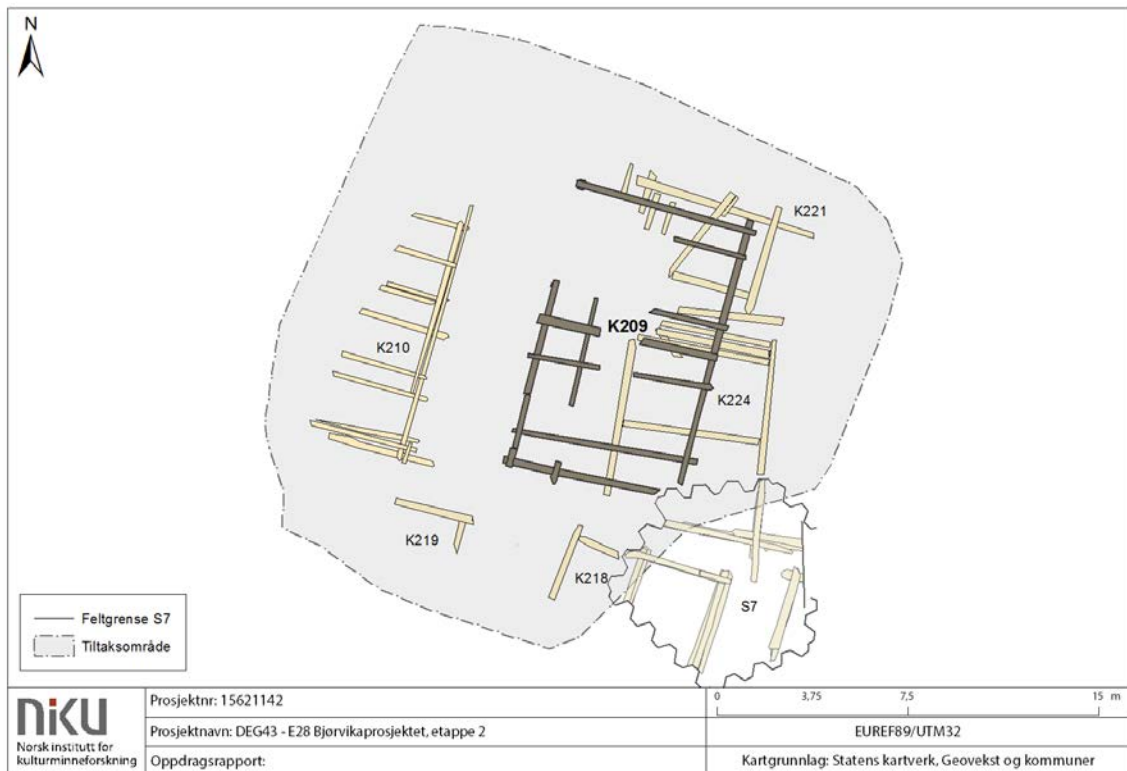 N
K221
K209
K210
K224
K219
K218
S7
Feltgrense S7
Tiltaksområde
niku
Norsk institutt for
kulturminneforskning
Prosjektnr: 15621142
Prosjektnavn: DEG43 - E28 Bjørvikaprosjektet, etappe 2
Oppdragsrapport:
0 3,75 7,5 15 m
EUREF89/UTM32
Kartgrunnlag: Statens kartverk, Geovekst og kommuner